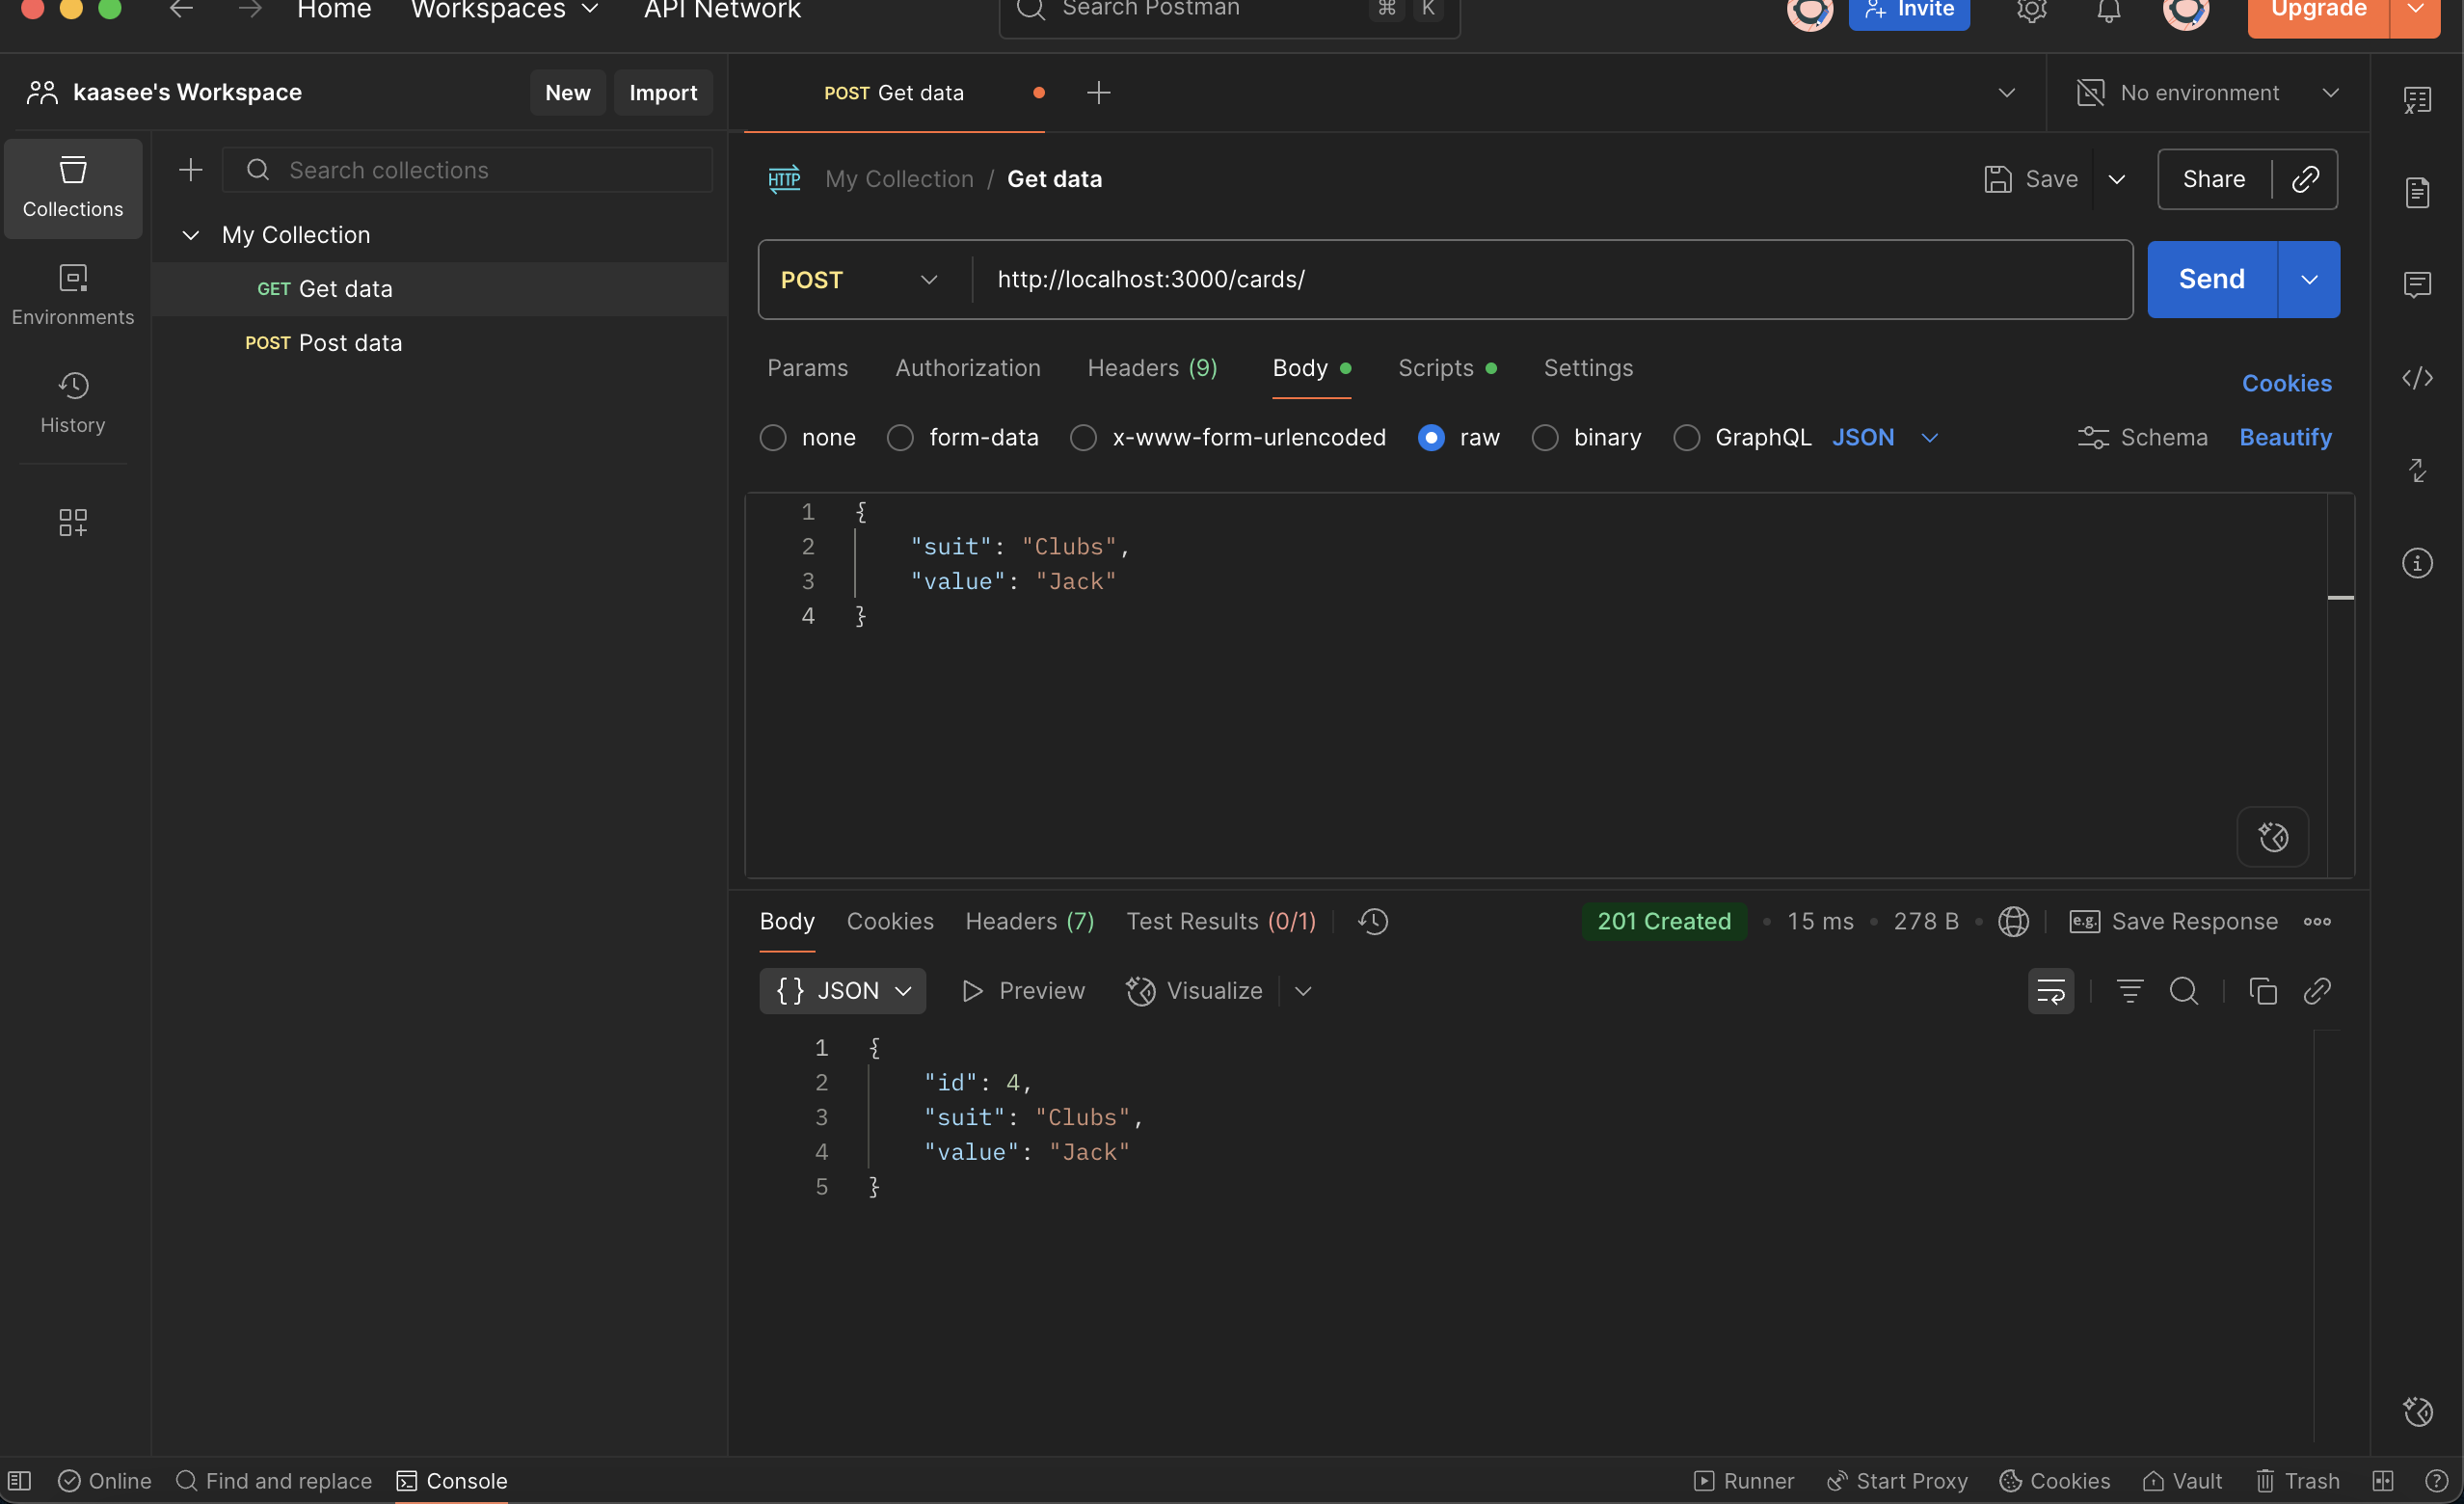 Home Workspaces API Network Search Postman ⌘ K Invite Upgrade
kaasee's Workspace New Import
POST Get data No environment
Collections
Search collections
My Collection
GET Get data
POST Post data
Environments
History
HTTP My Collection / Get data Save Share
POST http://localhost:3000/cards/ Send
Params Authorization Headers (9) Body Scripts Settings Cookies
none form-data x-www-form-urlencoded raw binary GraphQL JSON Schema Beautify
1 {
2 "suit": "Clubs",
3 "value": "Jack"
4 }
Body Cookies Headers (7) Test Results (0/1) 201 Created • 15 ms • 278 B • e.g. Save Response
{} JSON Preview Visualize
1 {
2 "id": 4,
3 "suit": "Clubs",
4 "value": "Jack"
5 }
Online Find and replace Console Runner Start Proxy Cookies Vault Trash